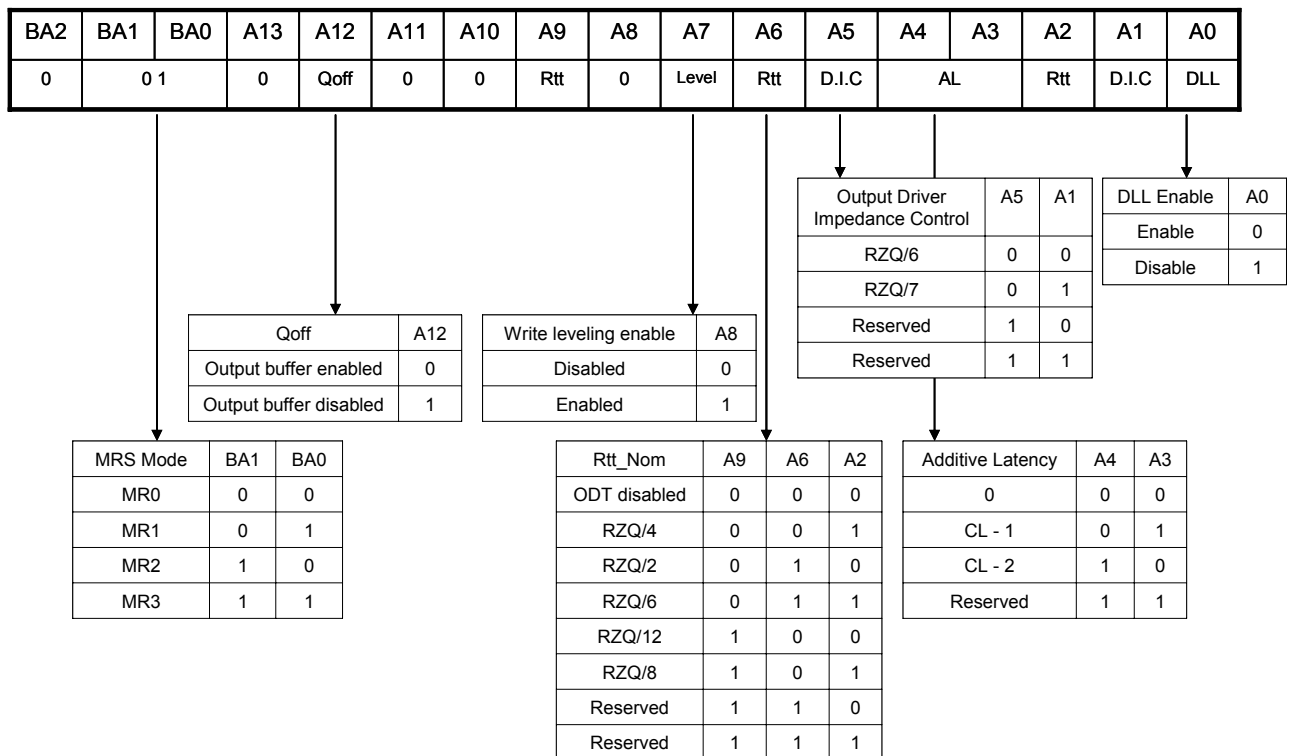 BA2 BA1 BA0 A13 A12 A11 A10 A9 A8 A7 A6 A5 A4 A3 A2 A1 A0
0 0 1 0 Qoff 0 0 Rtt 0 Level Rtt D.I.C AL Rtt D.I.C DLL
Output Driver Impedance Control A5 A1
RZQ/6 0 0
RZQ/7 0 1
Reserved 1 0
Reserved 1 1
DLL Enable A0
Enable 0
Disable 1
Qoff A12
Output buffer enabled 0
Output buffer disabled 1
Write leveling enable A8
Disabled 0
Enabled 1
MRS Mode BA1 BA0
MR0 0 0
MR1 0 1
MR2 1 0
MR3 1 1
Rtt_Nom A9 A6 A2
ODT disabled 0 0 0
RZQ/4 0 0 1
RZQ/2 0 1 0
RZQ/6 0 1 1
RZQ/12 1 0 0
RZQ/8 1 0 1
Reserved 1 1 0
Reserved 1 1 1
Additive Latency A4 A3
0 0 0
CL - 1 0 1
CL - 2 1 0
Reserved 1 1